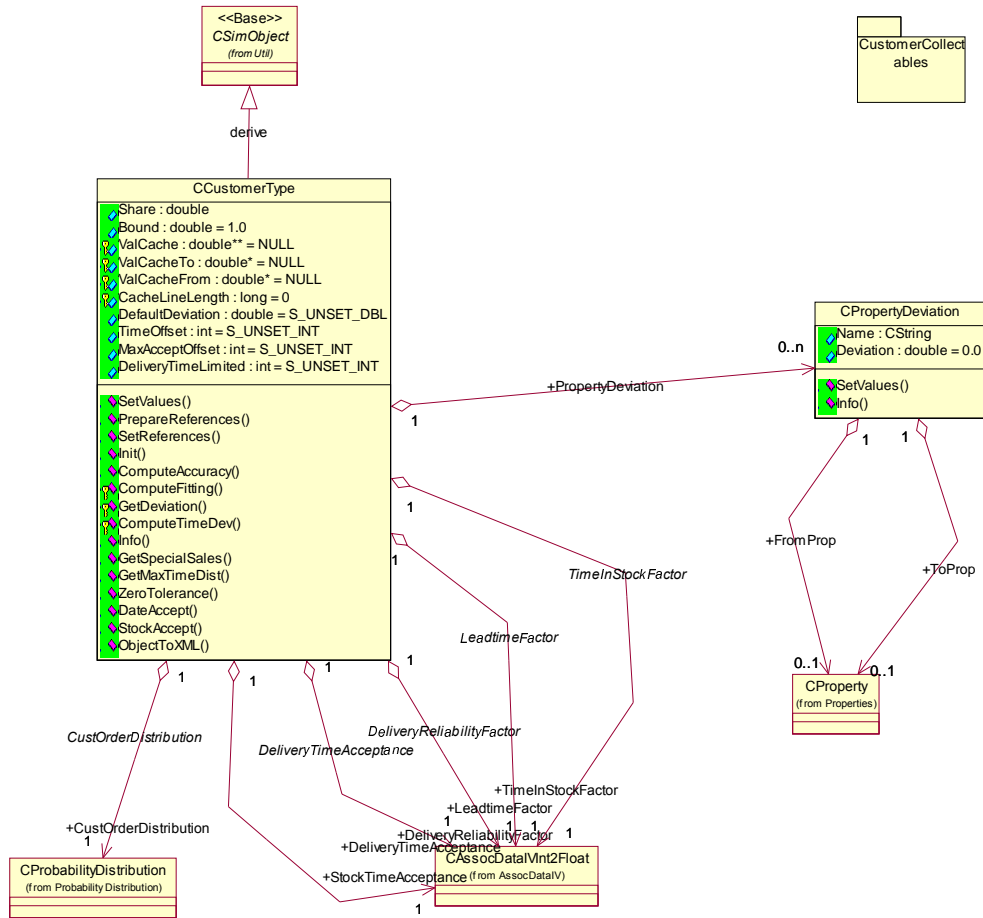 <<Base>>
CSimObject
(from Util)
CustomerCollect
ables
derive
CCustomerType
Share : double
Bound : double = 1.0
ValCache : double** = NULL
ValCacheTo : double* = NULL
ValCacheFrom : double* = NULL
CacheLineLength : long = 0
DefaultDeviation : double = S_UNSET_DBL
TimeOffset : int = S_UNSET_INT
MaxAcceptOffset : int = S_UNSET_INT
DeliveryTimeLimited : int = S_UNSET_INT
SetValues()
PrepareReferences()
SetReferences()
Init()
ComputeAccuracy()
ComputeFitting()
GetDeviation()
ComputeTimeDev()
Info()
GetSpecialSales()
GetMaxTimeDist()
ZeroTolerance()
DateAccept()
StockAccept()
ObjectToXML()
CPropertyDeviation
Name : CString
Deviation : double = 0.0
SetValues()
Info()
0..n
+PropertyDeviation
1
1
1
1
1
+FromProp
+ToProp
TimeInStockFactor
LeadtimeFactor
1
1
1
1
0..1
0..1
CProperty
(from Properties)
CustOrderDistribution
DeliveryTimeAcceptance
DeliveryReliabilityFactor
+TimeInStockFactor
+LeadtimeFactor
+CustOrderDistribution
1
1
1
1
1
+DeliveryReliabilityFactor
+DeliveryTimeAcceptance
+StockTimeAcceptance
1
CProbabilityDistribution
(from Probability Distribution)
CAssocDataIVInt2Float
(from AssocDataIV)